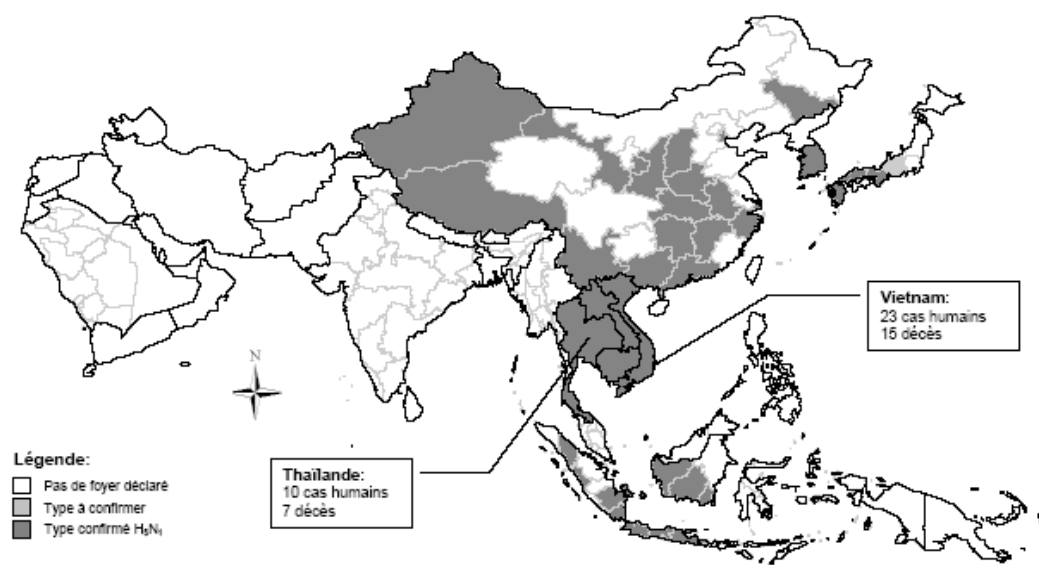 N
Vietnam:
23 cas humains
15 décès
Légende:
Pas de foyer déclaré
Type à confirmer
Type confirmé H₅N₁
Thaïlande:
10 cas humains
7 décès